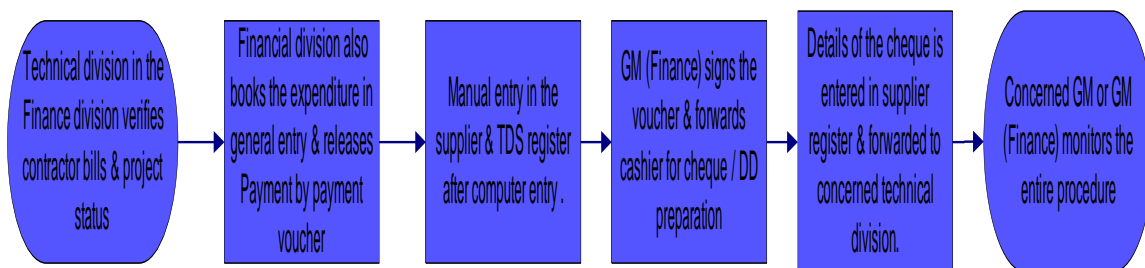 Technical division in the
Finance division verifies
contractor bills & project
status
Financial division also
books the expenditure in
general entry & releases
Payment by payment
voucher
Manual entry in the
supplier & TDS register
after computer entry .
GM (Finance) signs the
voucher & forwards
cashier for cheque / DD
preparation
Details of the cheque is
entered in supplier
register & forwarded to
concerned technical
division.
Concerned GM or GM
(Finance) monitors the
entire procedure